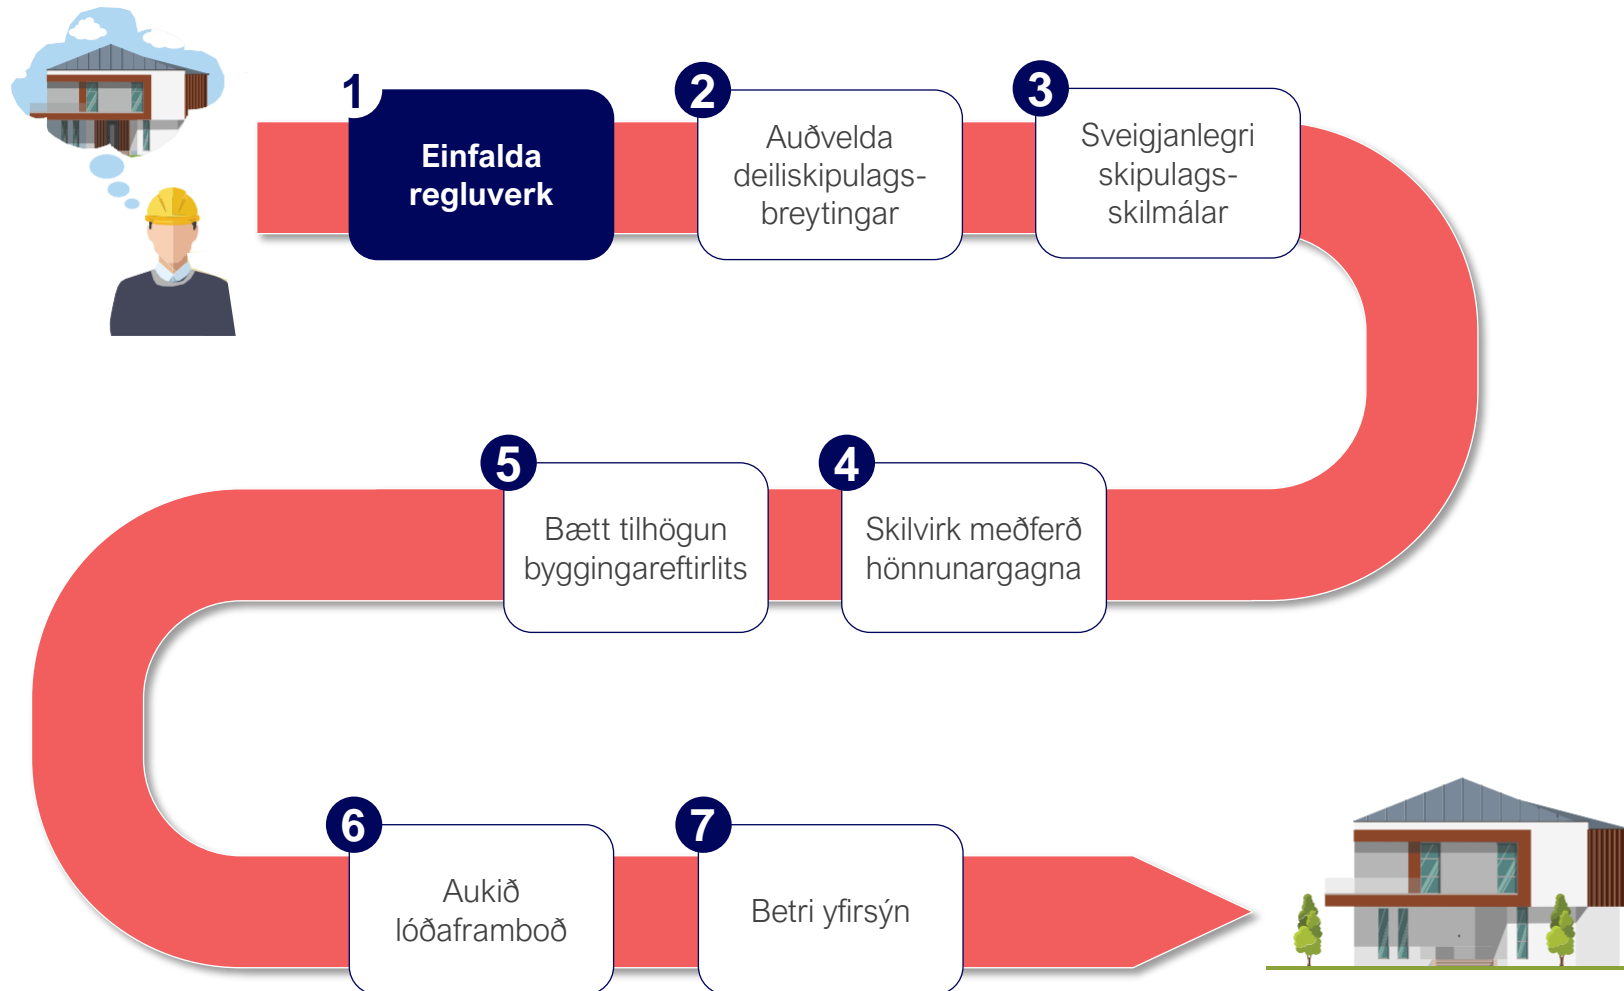 1
Einfalda
regluverk
2
Auðvelda
deiliskipulags-
breytingar
3
Sveigjanlegri
skipulags-
skilmálar
4
Skilvirk meðferð
hönnunargagna
5
Bætt tilhögun
byggingareftirlits
6
Aukið
lóðaframboð
7
Betri yfirsýn